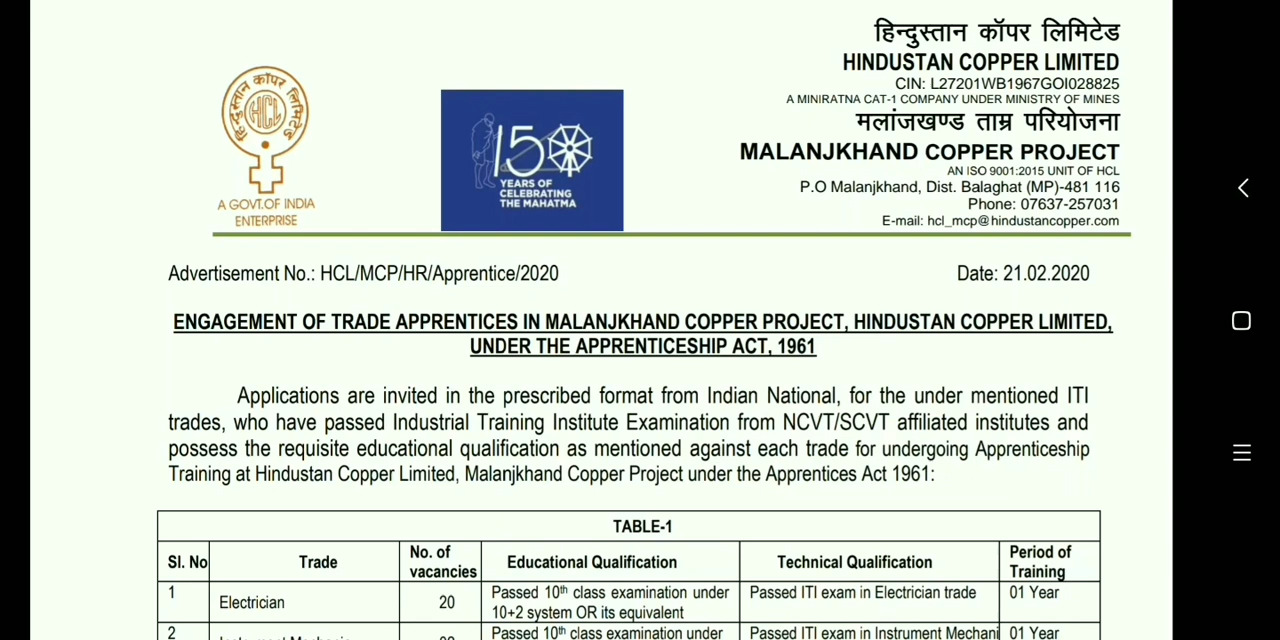 हिन्दुस्तान कॉपर लिमिटेड
HINDUSTAN COPPER LIMITED
CIN: L27201WB1967GOI028825
A MINIRATNA CAT-1 COMPANY UNDER MINISTRY OF MINES
मलांजखण्ड ताम्र परियोजना
MALANJKHAND COPPER PROJECT
AN ISO 9001:2015 UNIT OF HCL
P.O Malanjkhand, Dist. Balaghat (MP)-481 116
Phone: 07637-257031
E-mail: hcl_mcp@hindustancopper.com
हिन्दुस्तान कॉपर लिमिटेड
HCL
A GOVT.OF INDIA
ENTERPRISE
150
YEARS OF
CELEBRATING
THE MAHATMA
Advertisement No.: HCL/MCP/HR/Apprentice/2020 Date: 21.02.2020
ENGAGEMENT OF TRADE APPRENTICES IN MALANJKHAND COPPER PROJECT, HINDUSTAN COPPER LIMITED,
UNDER THE APPRENTICESHIP ACT, 1961
Applications are invited in the prescribed format from Indian National, for the under mentioned ITI
trades, who have passed Industrial Training Institute Examination from NCVT/SCVT affiliated institutes and
possess the requisite educational qualification as mentioned against each trade for undergoing Apprenticeship
Training at Hindustan Copper Limited, Malanjkhand Copper Project under the Apprentices Act 1961:
TABLE-1
Sl. No Trade No. of vacancies Educational Qualification Technical Qualification Period of Training
1 Electrician 20 Passed 10th class examination under 10+2 system OR its equivalent Passed ITI exam in Electrician trade 01 Year
2 Passed 10th class examination under Passed ITI exam in Instrument Mechani 01 Year